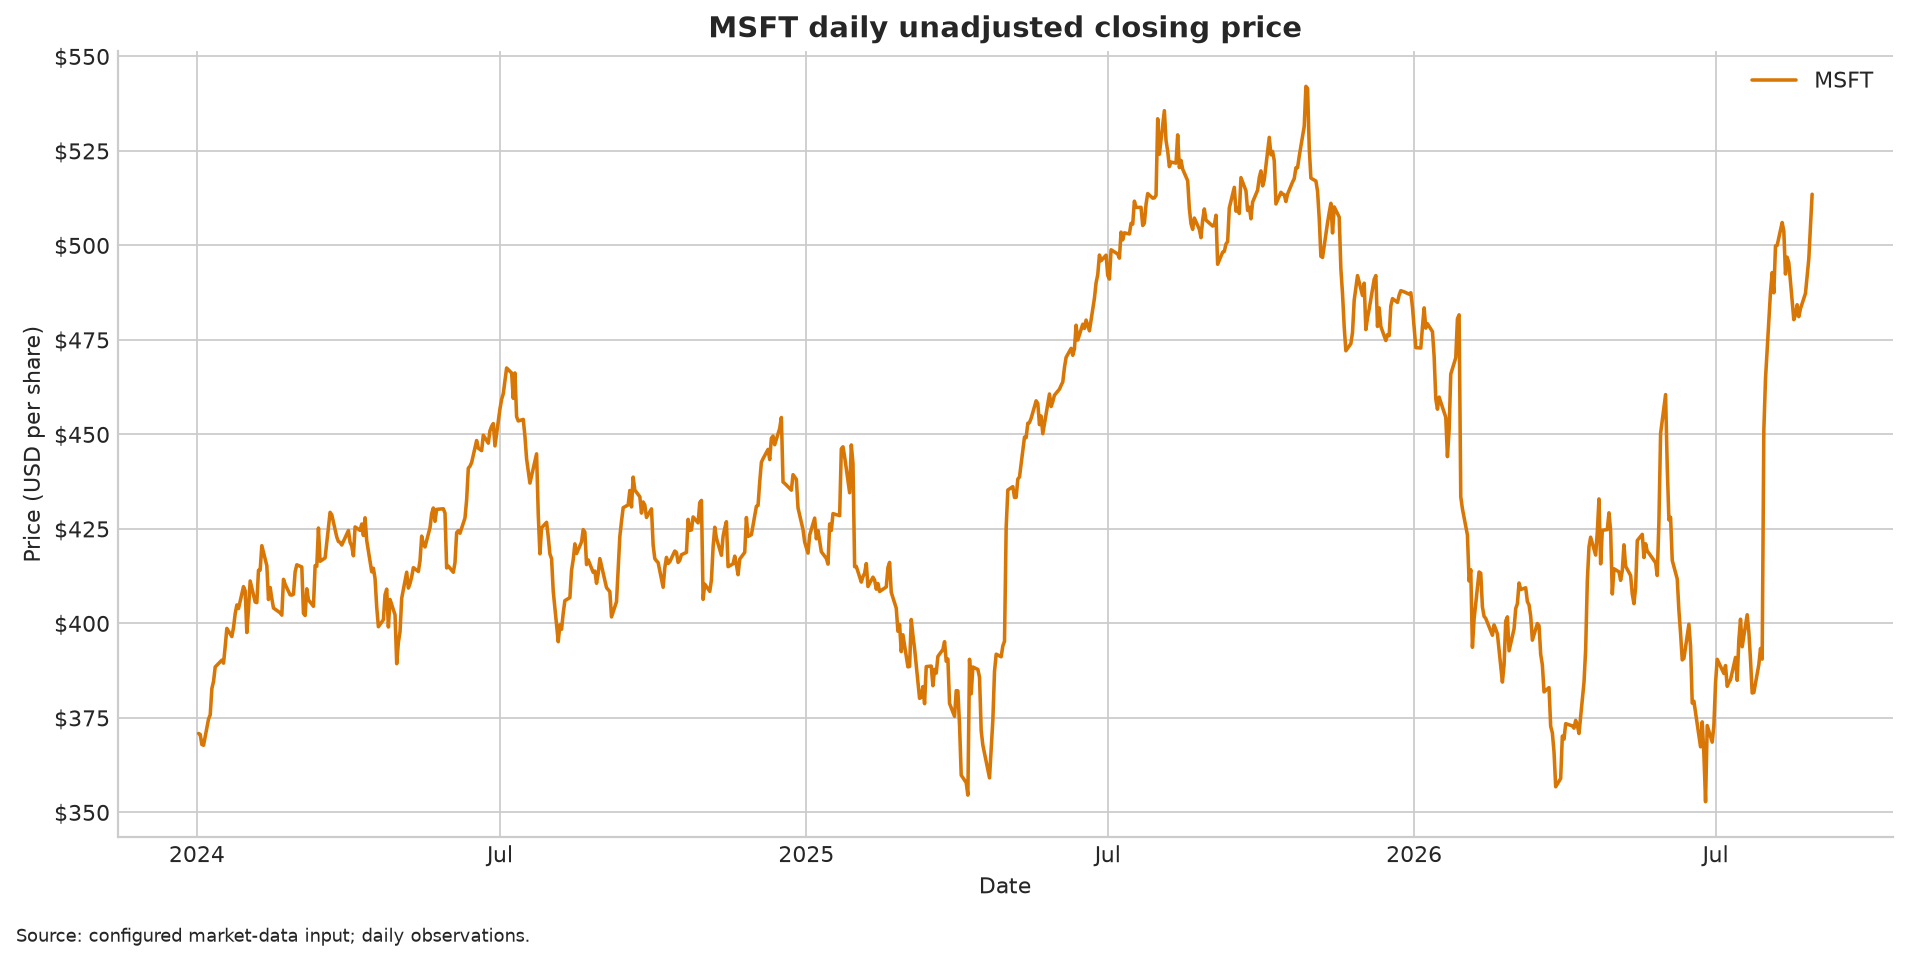 MSFT daily unadjusted closing price
MSFT
Price (USD per share)
$550
$525
$500
$475
$450
$425
$400
$375
$350
2024
Jul
2025
Jul
2026
Jul
Date
Source: configured market-data input; daily observations.